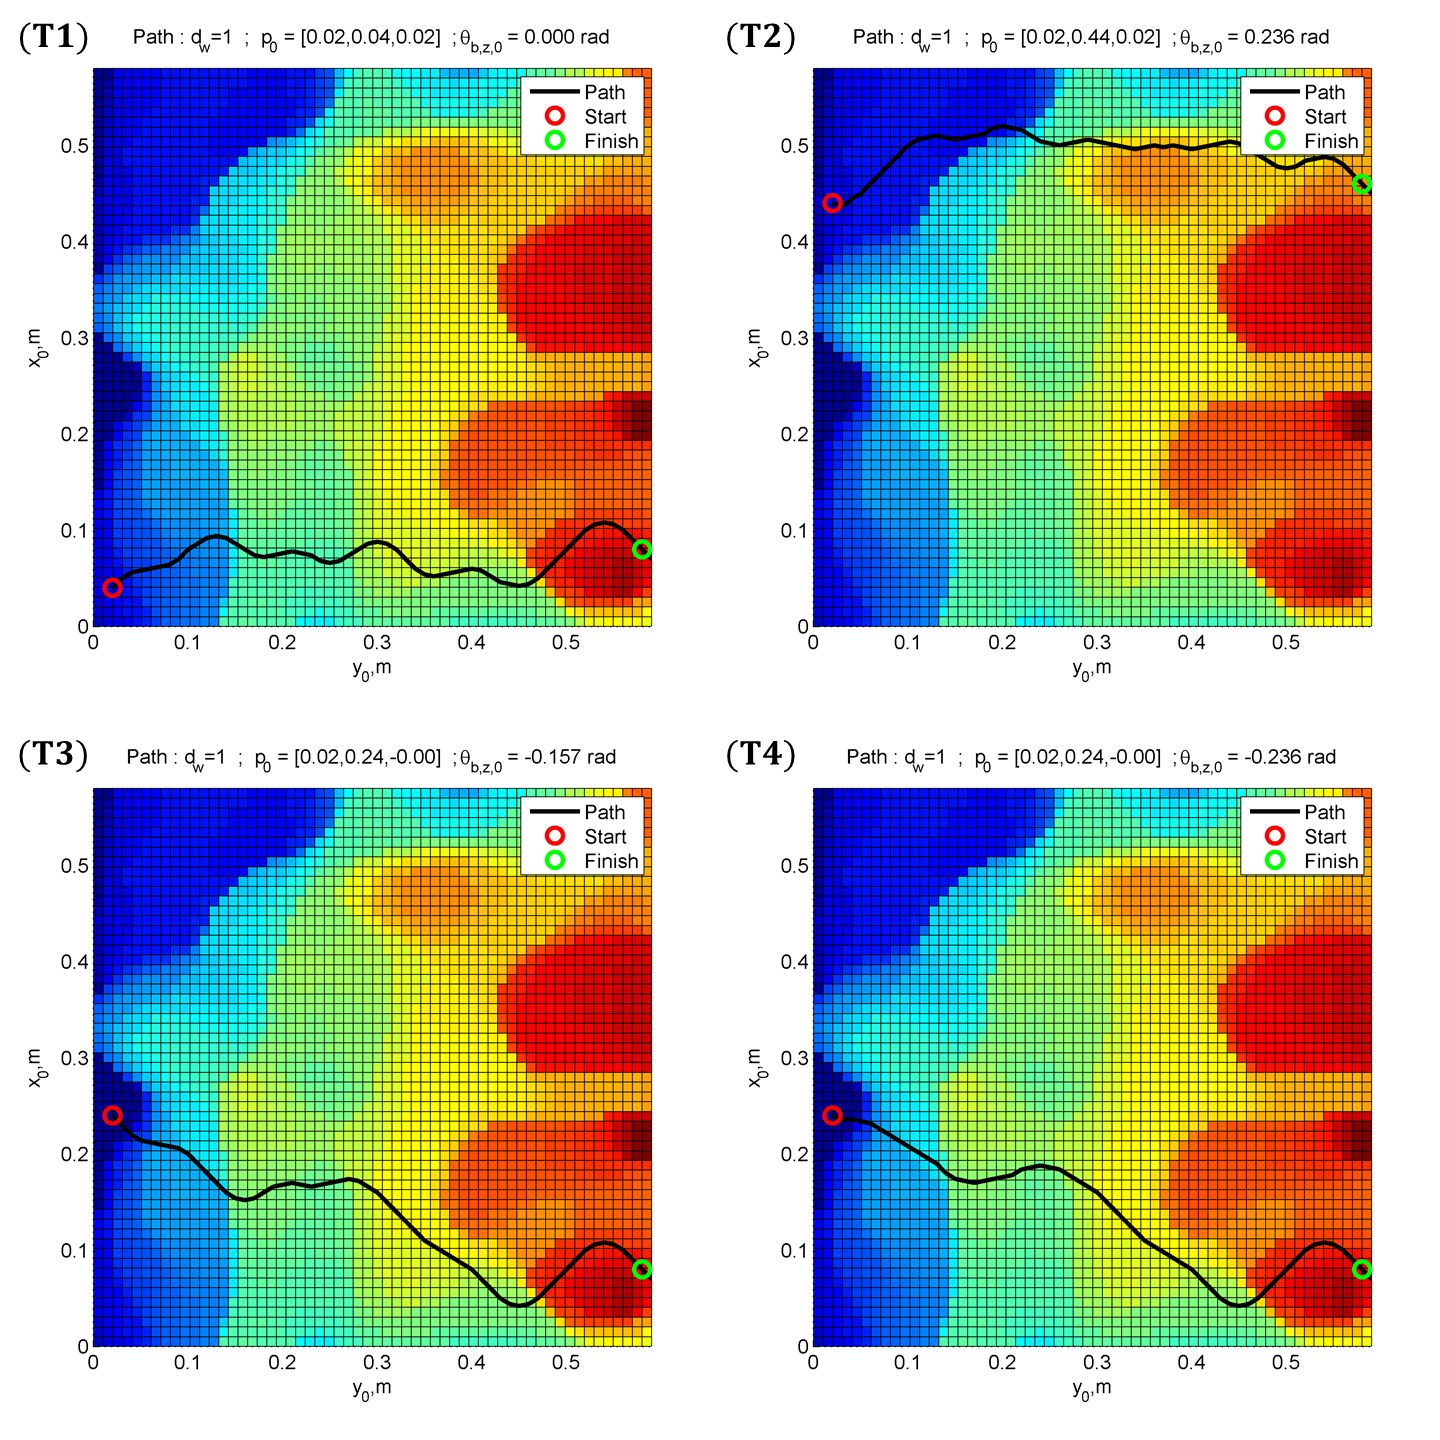 (T1)
Path : d_w=1 ; p_0 = [0.02,0.04,0.02] ;θ_b,z,0 = 0.000 rad
Path
Start
Finish
0.5
0.4
0.3
0.2
0.1
0
x_0,m
0 0.1 0.2 0.3 0.4 0.5
y_0,m
(T2)
Path : d_w=1 ; p_0 = [0.02,0.44,0.02] ;θ_b,z,0 = 0.236 rad
Path
Start
Finish
0.5
0.4
0.3
0.2
0.1
0
x_0,m
0 0.1 0.2 0.3 0.4 0.5
y_0,m
(T3)
Path : d_w=1 ; p_0 = [0.02,0.24,-0.00] ;θ_b,z,0 = -0.157 rad
Path
Start
Finish
0.5
0.4
0.3
0.2
0.1
0
x_0,m
0 0.1 0.2 0.3 0.4 0.5
y_0,m
(T4)
Path : d_w=1 ; p_0 = [0.02,0.24,-0.00] ;θ_b,z,0 = -0.236 rad
Path
Start
Finish
0.5
0.4
0.3
0.2
0.1
0
x_0,m
0 0.1 0.2 0.3 0.4 0.5
y_0,m